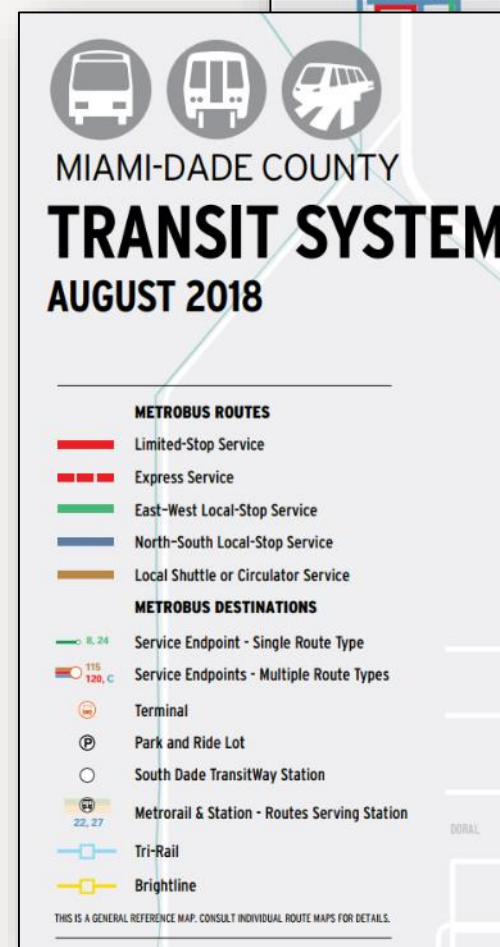 MIAMI-DADE COUNTY
TRANSIT SYSTEM
AUGUST 2018
METROBUS ROUTES
Limited-Stop Service
Express Service
East-West Local-Stop Service
North-South Local-Stop Service
Local Shuttle or Circulator Service
METROBUS DESTINATIONS
8, 24 Service Endpoint - Single Route Type
115
120, C Service Endpoints - Multiple Route Types
Terminal
P Park and Ride Lot
South Dade TransitWay Station
22, 27 Metrorail & Station - Routes Serving Station
DORAL
Tri-Rail
Brightline
THIS IS A GENERAL REFERENCE MAP. CONSULT INDIVIDUAL ROUTE MAPS FOR DETAILS.